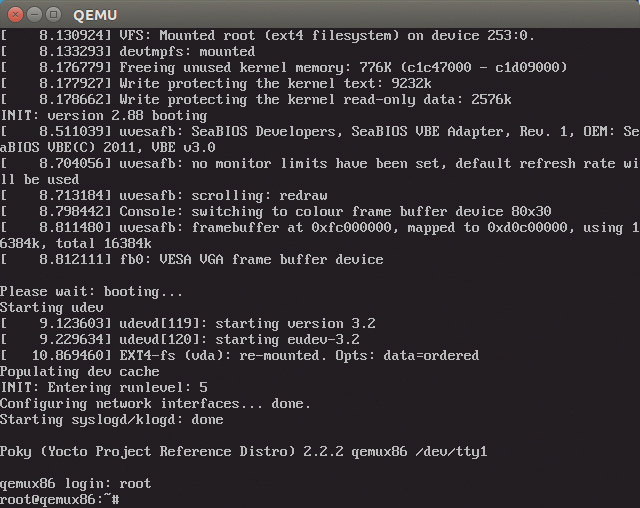 QEMU
[    8.130924] VFS: Mounted root (ext4 filesystem) on device 253:0.
[    8.133293] devtmpfs: mounted
[    8.176779] Freeing unused kernel memory: 776K (c1c47000 - c1d09000)
[    8.177927] Write protecting the kernel text: 9232k
[    8.178662] Write protecting the kernel read-only data: 2576k
INIT: version 2.88 booting
[    8.511039] uvesafb: SeaBIOS Developers, SeaBIOS VBE Adapter, Rev. 1, OEM: Se
aBIOS VBE(C) 2011, VBE v3.0
[    8.704056] uvesafb: no monitor limits have been set, default refresh rate wi
ll be used
[    8.713184] uvesafb: scrolling: redraw
[    8.798442] Console: switching to colour frame buffer device 80x30
[    8.811480] uvesafb: framebuffer at 0xfc000000, mapped to 0xd0c00000, using 1
6384k, total 16384k
[    8.812111] fb0: VESA VGA frame buffer device
Please wait: booting...
Starting udev
[    9.123603] udevd[119]: starting version 3.2
[    9.229634] udevd[120]: starting eudev-3.2
[   10.869460] EXT4-fs (vda): re-mounted. Opts: data=ordered
Populating dev cache
INIT: Entering runlevel: 5
Configuring network interfaces... done.
Starting syslogd/klogd: done
Poky (Yocto Project Reference Distro) 2.2.2 qemux86 /dev/tty1
qemux86 login: root
root@qemux86:~#